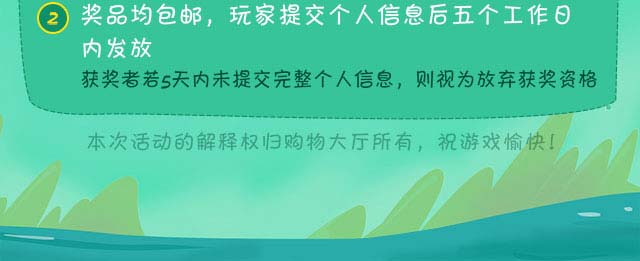 2 奖品均包邮，玩家提交个人信息后五个工作日
内发放
获奖者若5天内未提交完整个人信息，则视为放弃获奖资格
本次活动的解释权归购物大厅所有，祝游戏愉快！